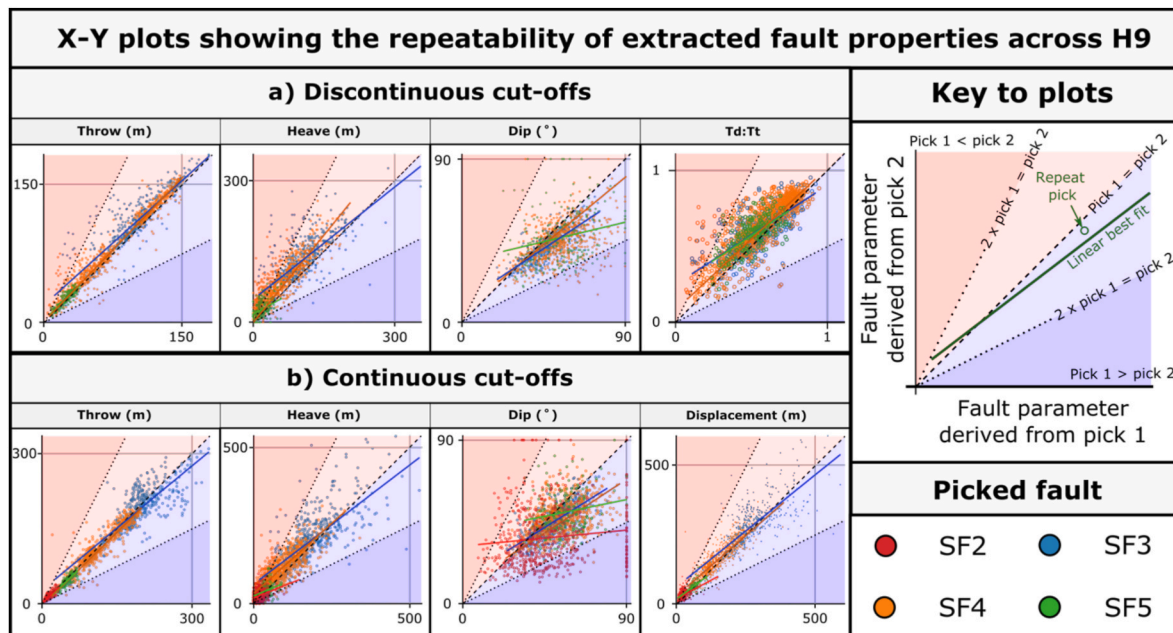 X-Y plots showing the repeatability of extracted fault properties across H9
a) Discontinuous cut-offs
Throw (m)
Heave (m)
Dip (˚)
Td:Tt
150
0
0
150
300
0
0
300
90
0
0
90
1
0
0
1
b) Continuous cut-offs
Throw (m)
Heave (m)
Dip (˚)
Displacement (m)
300
0
0
300
500
0
0
500
90
0
0
90
500
0
0
500
Key to plots
Pick 1 < pick 2
2 x pick 1 = pick 2
Pick 1 = pick 2
Repeat
pick
Linear best fit
2 x pick 1 = pick 2
Pick 1 > pick 2
Fault parameter
derived from pick 2
Fault parameter
derived from pick 1
Picked fault
SF2
SF3
SF4
SF5